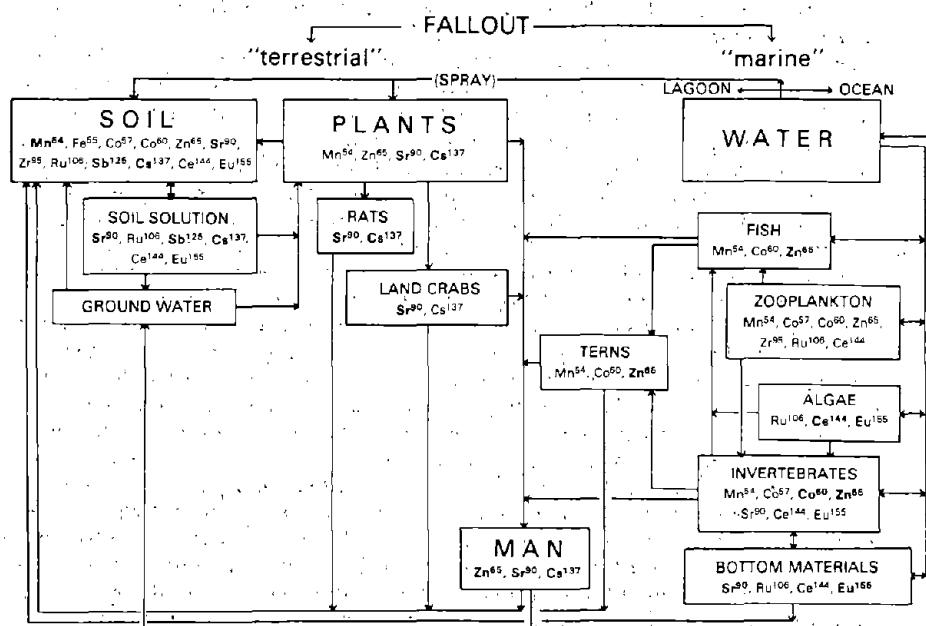 FALLOUT
"terrestrial" "marine"
(SPRAY)
LAGOON OCEAN
SOIL
Mn⁵⁴, Fe⁵⁵, Co⁵⁷, Co⁶⁰, Zn⁶⁵, Sr⁹⁰,
Zr⁹⁵, Ru¹⁰⁶, Sb¹²⁵, Cs¹³⁷, Ce¹⁴⁴, Eu¹⁵⁵
PLANTS
Mn⁵⁴, Zn⁶⁵, Sr⁹⁰, Cs¹³⁷
WATER
SOIL SOLUTION
Sr⁹⁰, Ru¹⁰⁶, Sb¹²⁵, Cs¹³⁷,
Ce¹⁴⁴, Eu¹⁵⁵
RATS
Sr⁹⁰, Cs¹³⁷
FISH
Mn⁵⁴, Co⁶⁰, Zn⁶⁵
GROUND WATER
LAND CRABS
Sr⁹⁰, Cs¹³⁷
ZOOPLANKTON
Mn⁵⁴, Co⁵⁷, Co⁶⁰, Zn⁶⁵,
Zr⁹⁵, Ru¹⁰⁶, Ce¹⁴⁴
TERNS
Mn⁵⁴, Co⁶⁰, Zn⁶⁵
ALGAE
Ru¹⁰⁶, Ce¹⁴⁴, Eu¹⁵⁵
INVERTEBRATES
Mn⁵⁴, Co⁵⁷, Co⁶⁰, Zn⁶⁵
Sr⁹⁰, Ce¹⁴⁴, Eu¹⁵⁵
MAN
Zn⁶⁵, Sr⁹⁰, Cs¹³⁷
BOTTOM MATERIALS
Sr⁹⁰, Ru¹⁰⁶, Ce¹⁴⁴, Eu¹⁵⁵